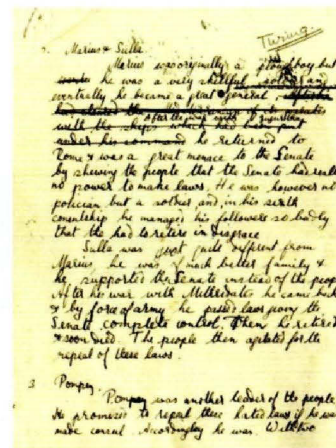 Turing.
2. Marius & Sulla.
Marius was originally a ploughboy but
he was a very skillful soldier and
eventually he became a great general
with the ships which had been put
under his command he returned to
Rome & was a great menace to the Senate
by shewing the people that the Senate had really
no power to make laws. He was however no
polician but a soldier and, in his sixth
consulship he managed his followers so badly
that he had to retire in disgrace
Sulla was just quite different from
Marius he was of much better family &
he supported the Senate instead of the people
After his war with Mithredates he came back
& by force of army he passed laws giving the
Senate complete control. Then he retired
& soon died The people then agitated for the
repeal of these laws.
3 Pompey.
Pompey was another leader of the people
He promised to repeal these hated laws if he was
made consul. Accordingly he was. With two